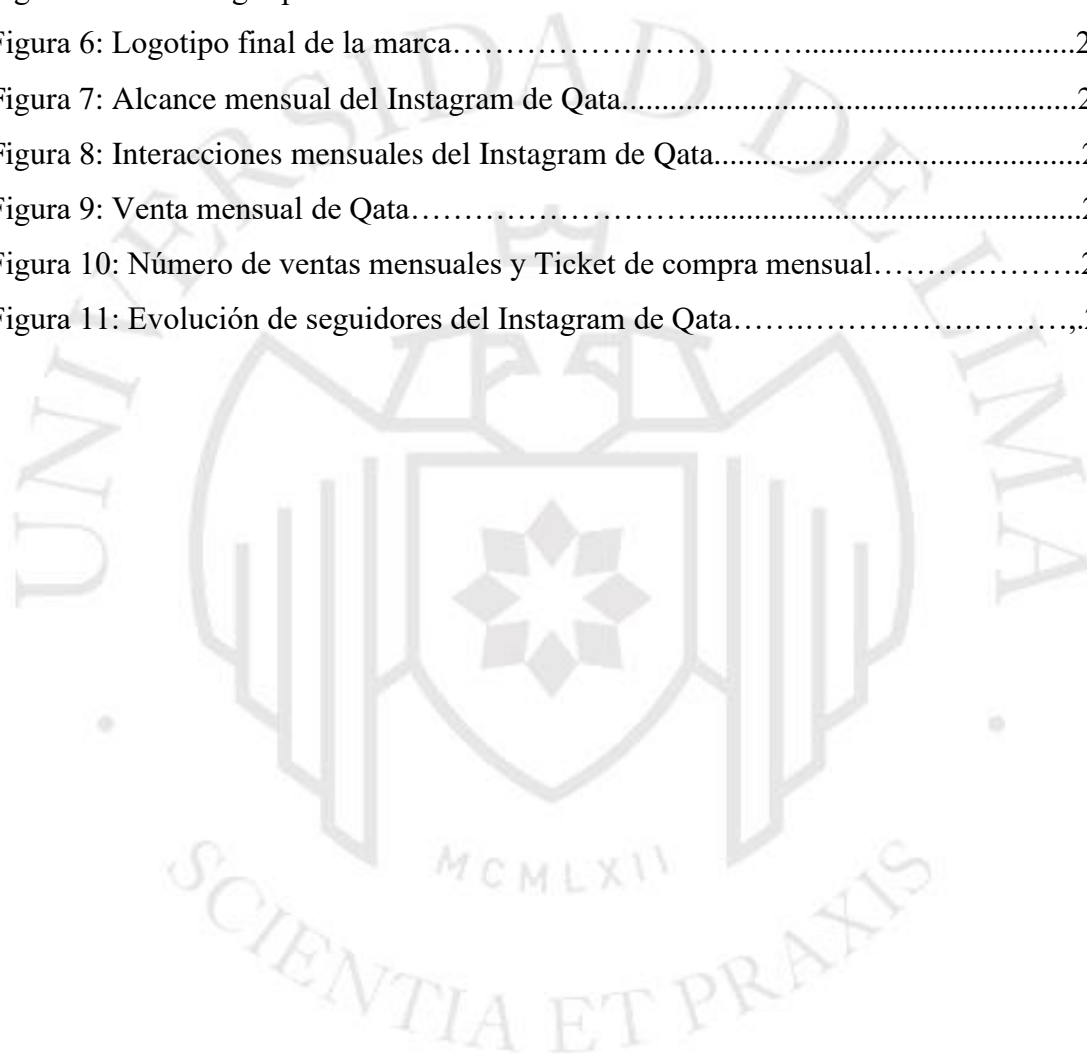 Figura 6: Logotipo final de la marca…………………………….....................................2
Figura 7: Alcance mensual del Instagram de Qata.........................................................2
Figura 8: Interacciones mensuales del Instagram de Qata..............................................2
Figura 9: Venta mensual de Qata………………………................................................2
Figura 10: Número de ventas mensuales y Ticket de compra mensual………………….2
Figura 11: Evolución de seguidores del Instagram de Qata…………………………,.2
UNIVERSIDAD DE LIMA
MCMLXII
SCIENTIA ET PRAXIS